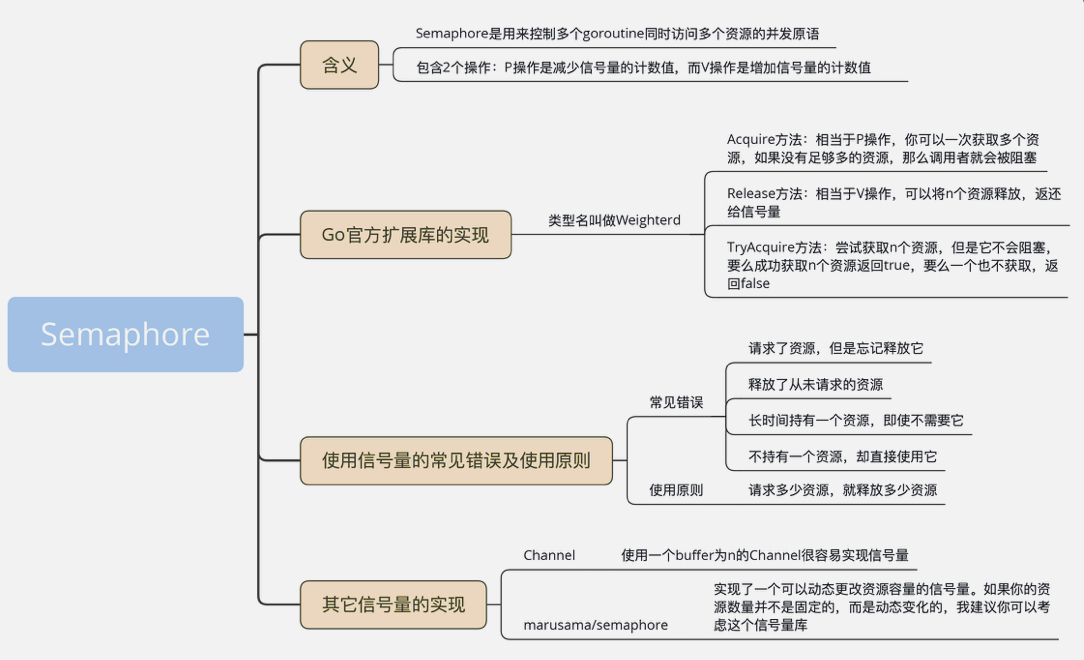 Semaphore
含义
Semaphore是用来控制多个goroutine同时访问多个资源的并发原语
包含2个操作：P操作是减少信号量的计数值，而V操作是增加信号量的计数值
Go官方扩展库的实现
类型名叫做Weighterd
Acquire方法：相当于P操作，你可以一次获取多个资
源，如果没有足够多的资源，那么调用者就会被阻塞
Release方法：相当于V操作，可以将n个资源释放，返还
给信号量
TryAcquire方法：尝试获取n个资源，但是它不会阻塞，
要么成功获取n个资源返回true，要么一个也不获取，返
回false
使用信号量的常见错误及使用原则
常见错误
请求了资源，但是忘记释放它
释放了从未请求的资源
长时间持有一个资源，即使不需要它
不持有一个资源，却直接使用它
使用原则
请求多少资源，就释放多少资源
其它信号量的实现
Channel
使用一个buffer为n的Channel很容易实现信号量
marusama/semaphore
实现了一个可以动态更改资源容量的信号量。如果你的资
源数量并不是固定的，而是动态变化的，我建议你可以考
虑这个信号量库